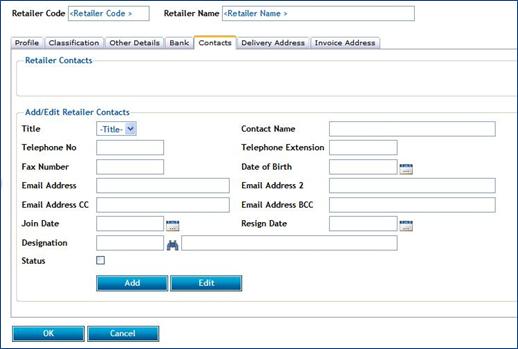 Retailer Code <Retailer Code > Retailer Name <Retailer Name >
Profile Classification Other Details Bank Contacts Delivery Address Invoice Address
Retailer Contacts
Add/Edit Retailer Contacts
Title -Title- Contact Name
Telephone No Telephone Extension
Fax Number Date of Birth
Email Address Email Address 2
Email Address CC Email Address BCC
Join Date Resign Date
Designation
Status
Add Edit
OK Cancel